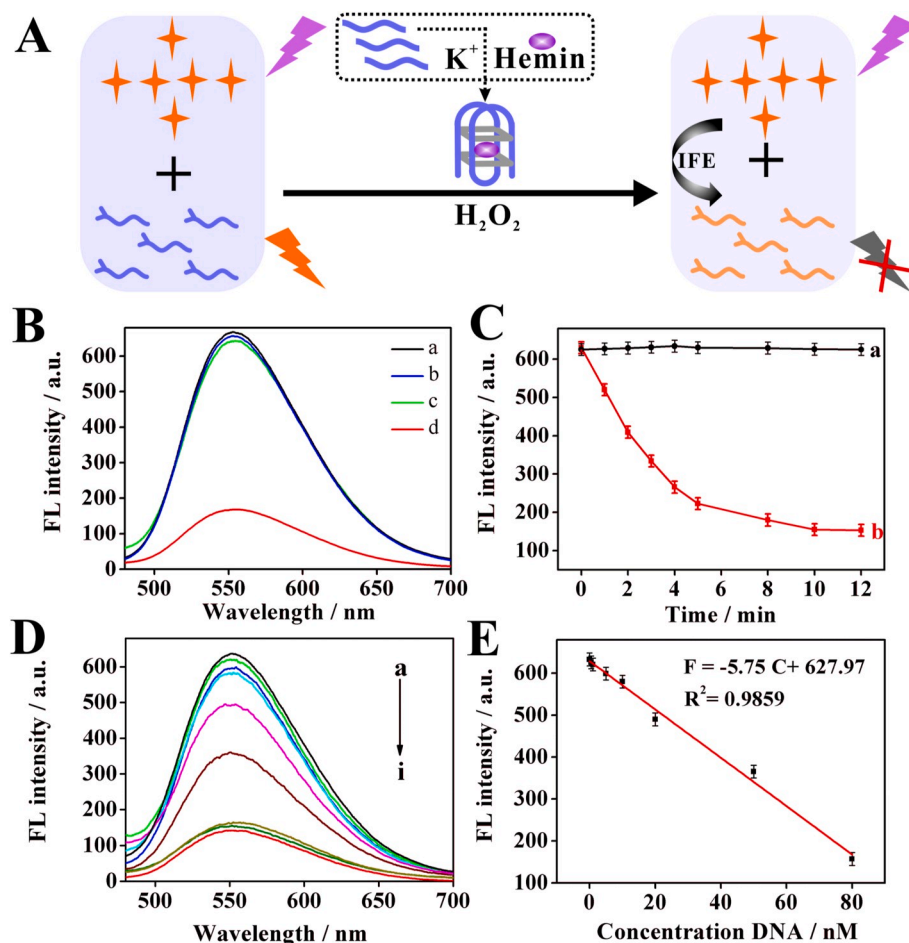 A
K⁺
Hemin
H₂O₂
IFE
B
FL intensity / a.u.
600
500
400
300
200
100
0
a
b
c
d
500
550
600
650
700
Wavelength / nm
C
FL intensity / a.u.
600
500
400
300
200
100
a
b
0
2
4
6
8
10
12
Time / min
D
FL intensity / a.u.
600
500
400
300
200
100
0
a
i
500
550
600
650
700
Wavelength / nm
E
FL intensity / a.u.
600
500
400
300
200
100
F = -5.75 C+ 627.97
R²= 0.9859
0
20
40
60
80
Concentration DNA / nM